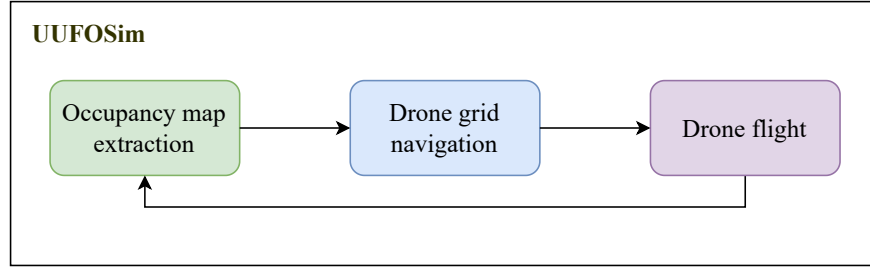 UUFOSim
Occupancy map
extraction
Drone grid
navigation
Drone flight